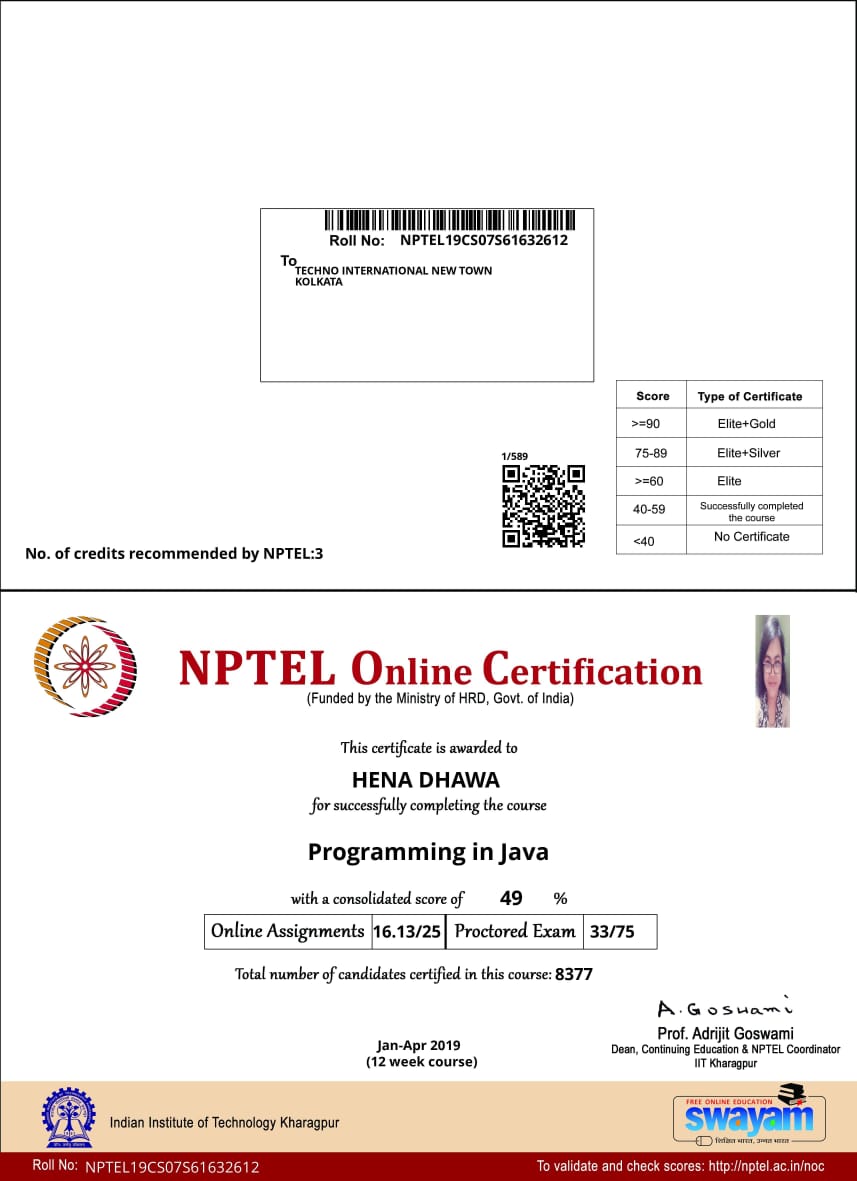 Roll No: NPTEL19CS07S61632612
To
TECHNO INTERNATIONAL NEW TOWN
KOLKATA
Score Type of Certificate
>=90 Elite+Gold
75-89 Elite+Silver
>=60 Elite
40-59 Successfully completed the course
<40 No Certificate
1/589
No. of credits recommended by NPTEL:3
NPTEL Online Certification
(Funded by the Ministry of HRD, Govt. of India)
This certificate is awarded to
HENA DHAWA
for successfully completing the course
Programming in Java
with a consolidated score of 49 %
Online Assignments 16.13/25 Proctored Exam 33/75
Total number of candidates certified in this course: 8377
A. Goswami
Prof. Adrijit Goswami
Dean, Continuing Education & NPTEL Coordinator
IIT Kharagpur
Jan-Apr 2019
(12 week course)
Indian Institute of Technology Kharagpur
FREE ONLINE EDUCATION
swayam
शिक्षित भारत, उन्नत भारत
Roll No: NPTEL19CS07S61632612
To validate and check scores: http://nptel.ac.in/noc